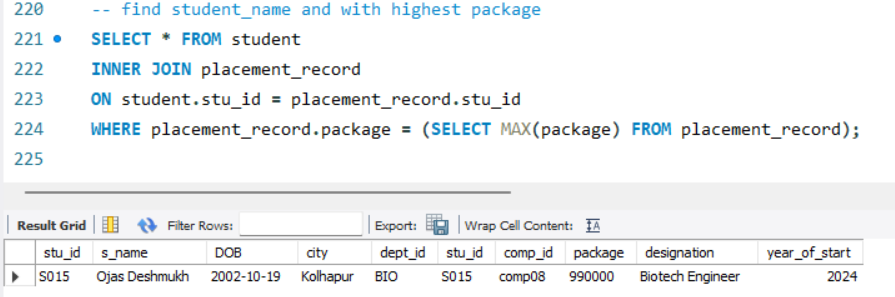 220 -- find student_name and with highest package
221 SELECT * FROM student
222 INNER JOIN placement_record
223 ON student.stu_id = placement_record.stu_id
224 WHERE placement_record.package = (SELECT MAX(package) FROM placement_record);
225
Result Grid Filter Rows: Export: Wrap Cell Content: IA
stu_id s_name DOB city dept_id stu_id comp_id package designation year_of_start
S015 Ojas Deshmukh 2002-10-19 Kolhapur BIO S015 comp08 990000 Biotech Engineer 2024